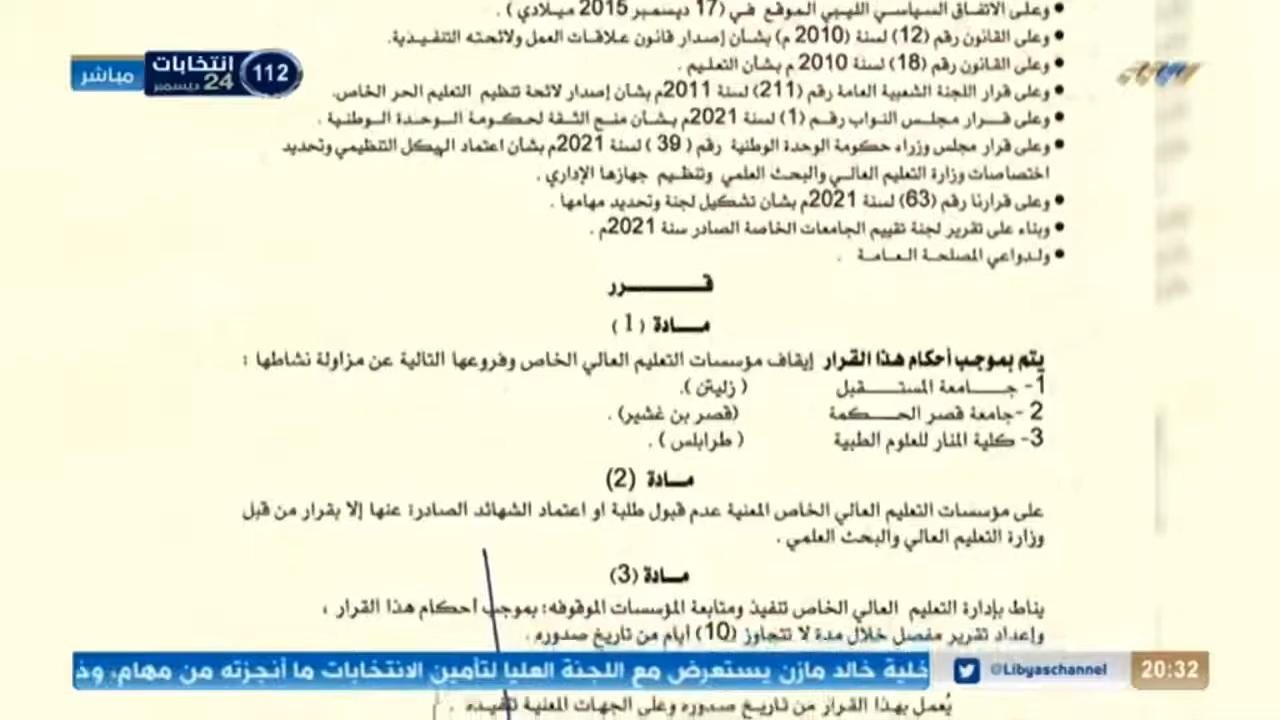 وعلى الاتفاق السياسي الليبي الموقع في (17 ديسمبر 2015 ميلادي) .
• وعلى القانون رقم (12) لسنة (2010 م) بشأن إصدار قانون علاقات العمل ولائحته التنفيذية.
• وعلى القانون رقم (18) لسنة 2010 م بشأن التعليم .
• وعلى قرار اللجنة الشعبية العامة رقم (211) لسنة 2011م بشأن إصدار لائحة تنظيم التعليم الحر الخاص.
• وعلى قرار مجلس النواب رقم (1) لسنة 2021م بشأن منح الثقة لحكومة الوحدة الوطنية .
• وعلى قرار مجلس وزراء حكومة الوحدة الوطنية رقم ( 39 ) لسنة 2021م بشأن اعتماد الهيكل التنظيمي وتحديد
اختصاصات وزارة التعليم العالي والبحث العلمي وتنظيم جهازها الإداري .
• وعلى قرارنا رقم (63) لسنة 2021م بشأن تشكيل لجنة وتحديد مهامها .
• وبناء على تقرير لجنة تقييم الجامعات الخاصة الصادر سنة 2021م .
• ولدواعي المصلحة العامة .
قرر
مادة ( 1 )
يتم بموجب أحكام هذا القرار إيقاف مؤسسات التعليم العالي الخاص وفروعها التالية عن مزاولة نشاطها :
1- جامعة المستقبل ( زليتن ).
2 -جامعة قصر الحكمة (قصر بن غشير) .
3- كلية المنار للعلوم الطبية ( طرابلس ) .
مادة (2)
على مؤسسات التعليم العالي الخاص المعنية عدم قبول طلبة او اعتماد الشهائد الصادرة عنها إلا بقرار من قبل
وزارة التعليم العالي والبحث العلمي .
مادة (3)
يناط بإدارة التعليم العالي الخاص تنفيذ ومتابعة المؤسسات الموقوفه؛ بموجب أحكام هذا القرار ،
وإعداد تقرير مفصل خلال مدة لا تتجاوز (10) أيام من تاريخ صدوره .
يُعمل بهذا القرار من تاريخ صدوره وعلى الجهات المعنية تنفيذه .
مباشر
انتخابات
24 ديسمبر
112
خلية خالد مازن يستعرض مع اللجنة العليا لتأمين الانتخابات ما أنجزته من مهام، وخ
@Libyaschannel
20:32